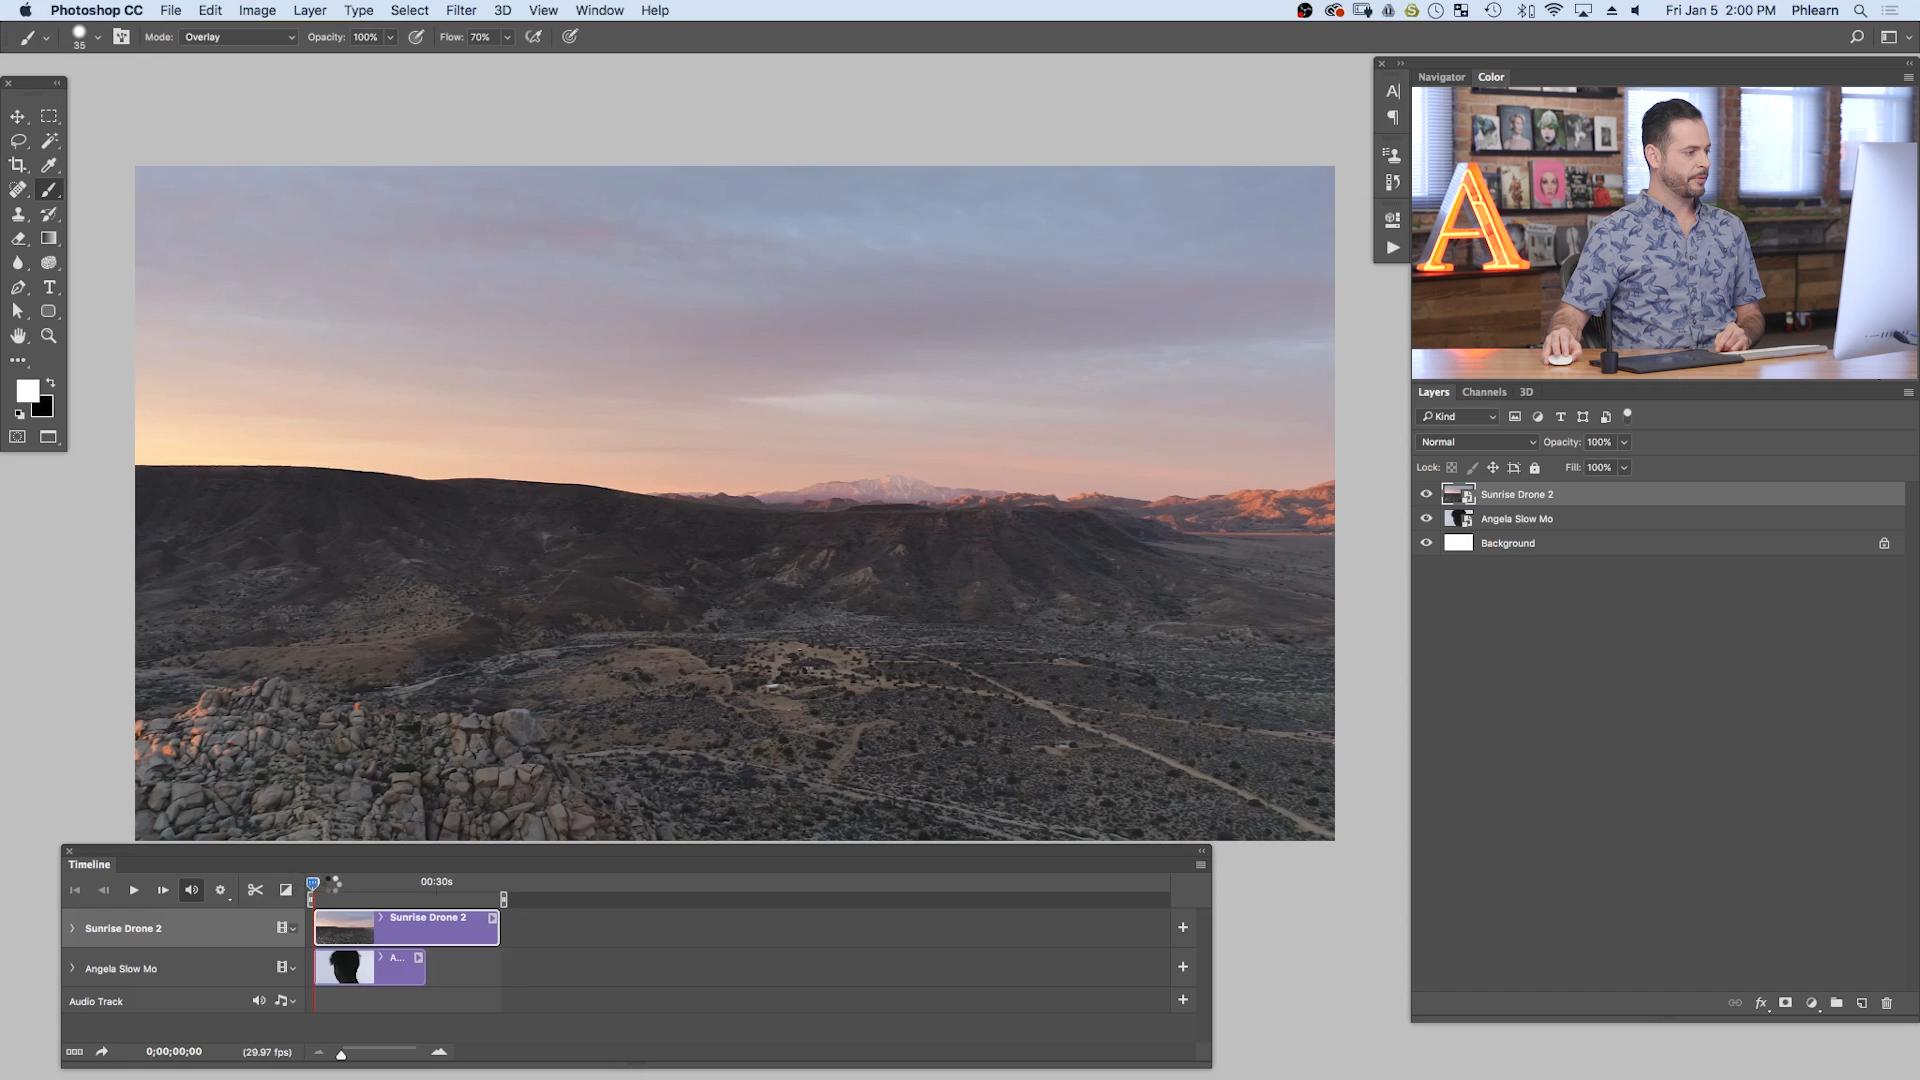 Photoshop CC File Edit Image Layer Type Select Filter 3D View Window Help Fri Jan 5 2:00 PM Phlearn
35 Mode: Overlay Opacity: 100% Flow: 70%
Navigator Color
A
Layers Channels 3D
Kind
Normal Opacity: 100%
Lock: Fill: 100%
Sunrise Drone 2
Angela Slow Mo
Background
Timeline
00:30s
Sunrise Drone 2 Sunrise Drone 2
Angela Slow Mo A...
Audio Track
0;00;00;00 (29.97 fps)